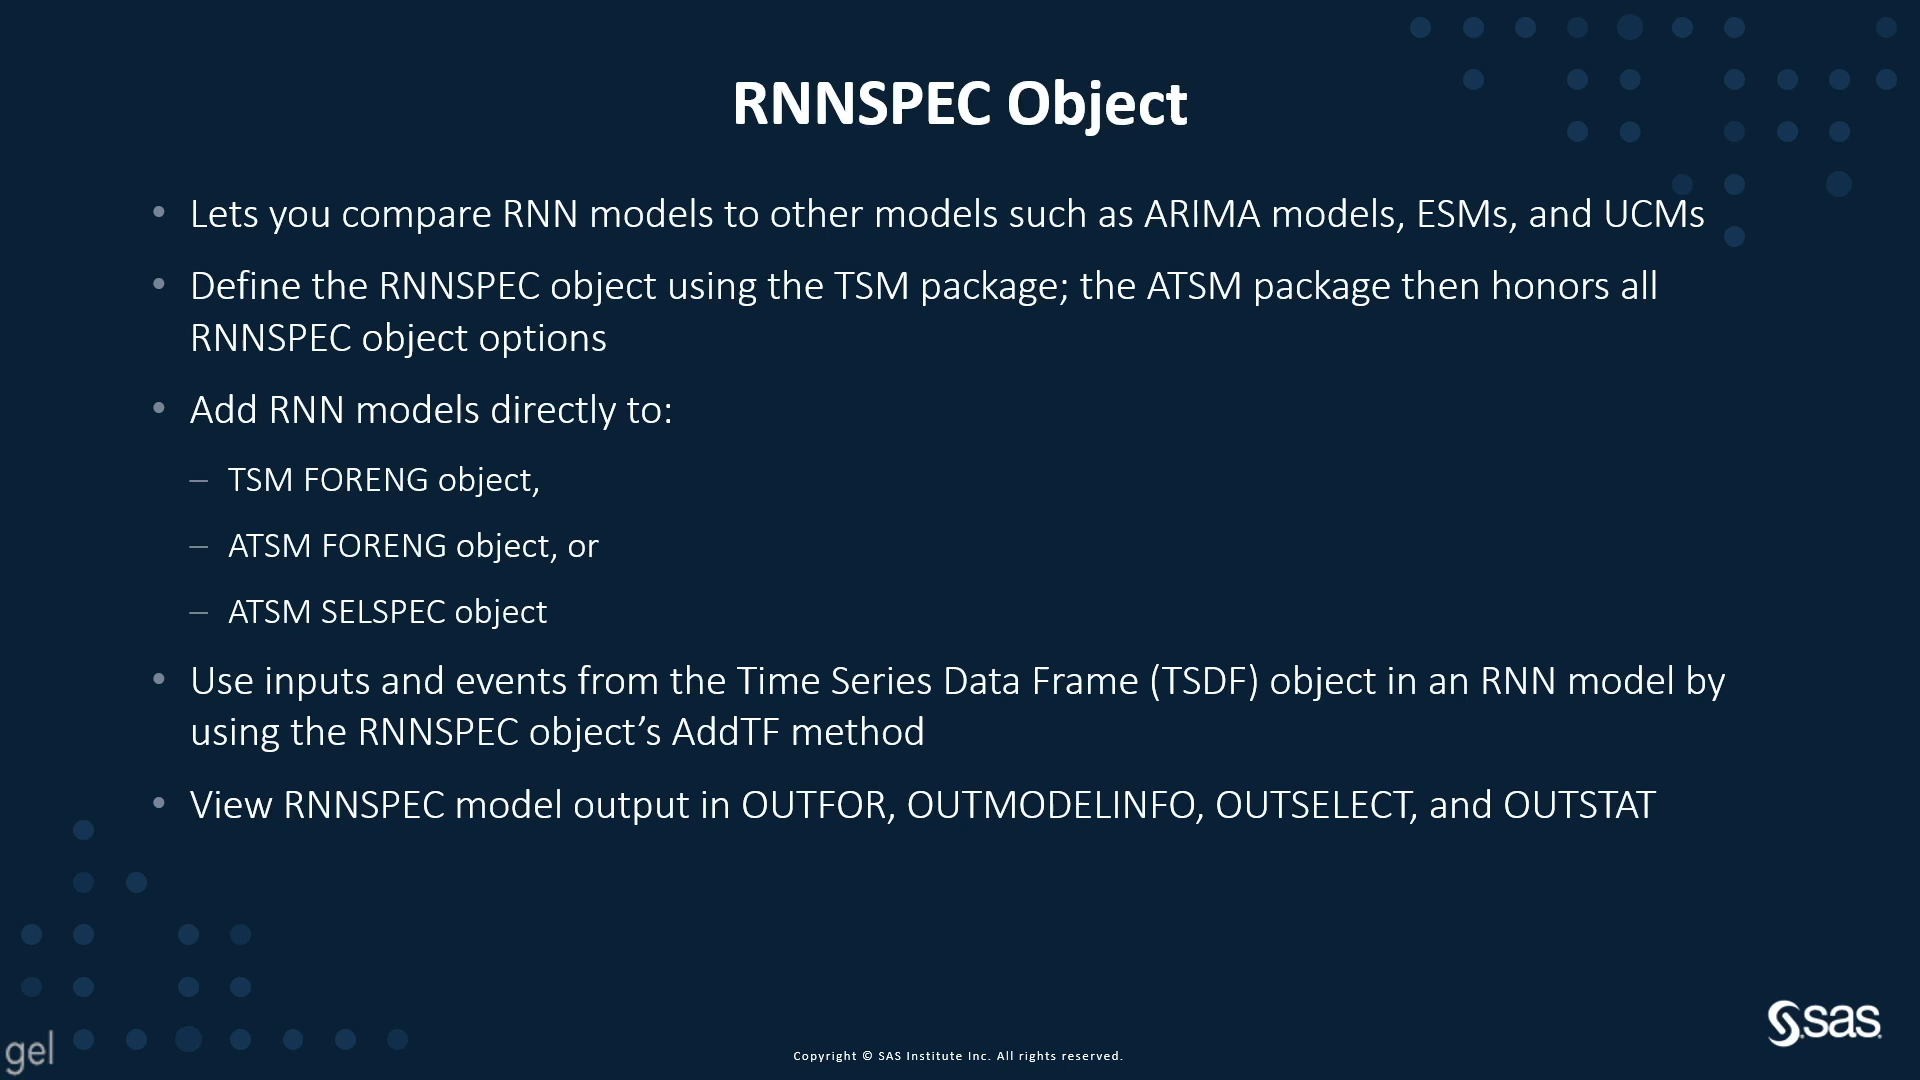 RNNSPEC Object
• Lets you compare RNN models to other models such as ARIMA models, ESMs, and UCMs
• Define the RNNSPEC object using the TSM package; the ATSM package then honors all
RNNSPEC object options
• Add RNN models directly to:
– TSM FORENG object,
– ATSM FORENG object, or
– ATSM SELSPEC object
• Use inputs and events from the Time Series Data Frame (TSDF) object in an RNN model by
using the RNNSPEC object’s AddTF method
• View RNNSPEC model output in OUTFOR, OUTMODELINFO, OUTSELECT, and OUTSTAT
sas
gel
Copyright © SAS Institute Inc. All rights reserved.